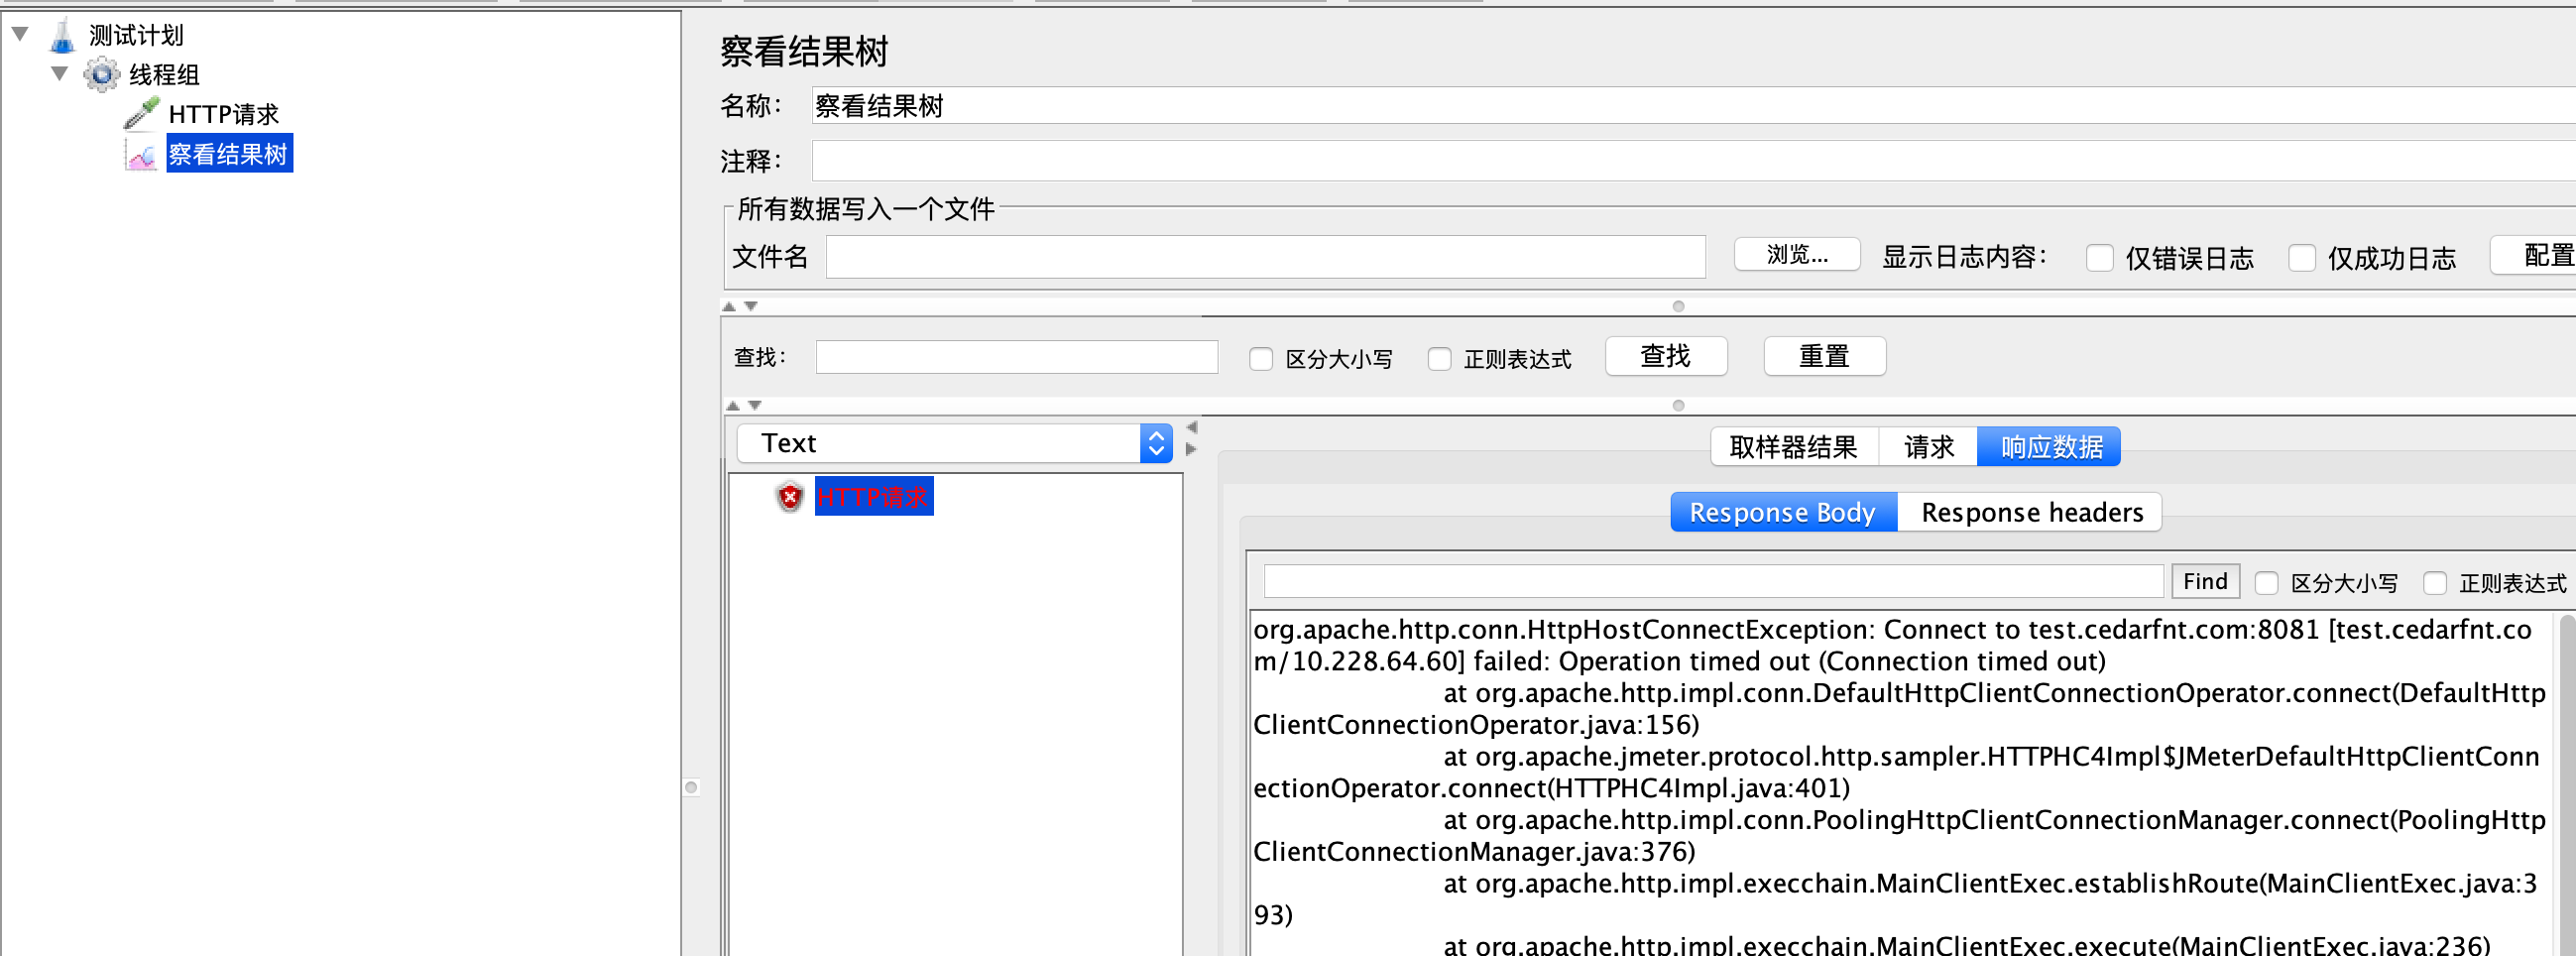 测试计划
线程组
HTTP请求
察看结果树
察看结果树
名称：
察看结果树
注释：
所有数据写入一个文件
文件名
浏览...
显示日志内容：
仅错误日志
仅成功日志
配置
查找：
区分大小写
正则表达式
查找
重置
Text
取样器结果
请求
响应数据
HTTP请求
Response Body
Response headers
Find
区分大小写
正则表达式
org.apache.http.conn.HttpHostConnectException: Connect to test.cedarfnt.com:8081 [test.cedarfnt.co
m/10.228.64.60] failed: Operation timed out (Connection timed out)
at org.apache.http.impl.conn.DefaultHttpClientConnectionOperator.connect(DefaultHttp
ClientConnectionOperator.java:156)
at org.apache.jmeter.protocol.http.sampler.HTTPHC4Impl$JMeterDefaultHttpClientConn
ectionOperator.connect(HTTPHC4Impl.java:401)
at org.apache.http.impl.conn.PoolingHttpClientConnectionManager.connect(PoolingHttp
ClientConnectionManager.java:376)
at org.apache.http.impl.execchain.MainClientExec.establishRoute(MainClientExec.java:3
93)
at org.apache.http.impl.execchain.MainClientExec.execute(MainClientExec.java:236)